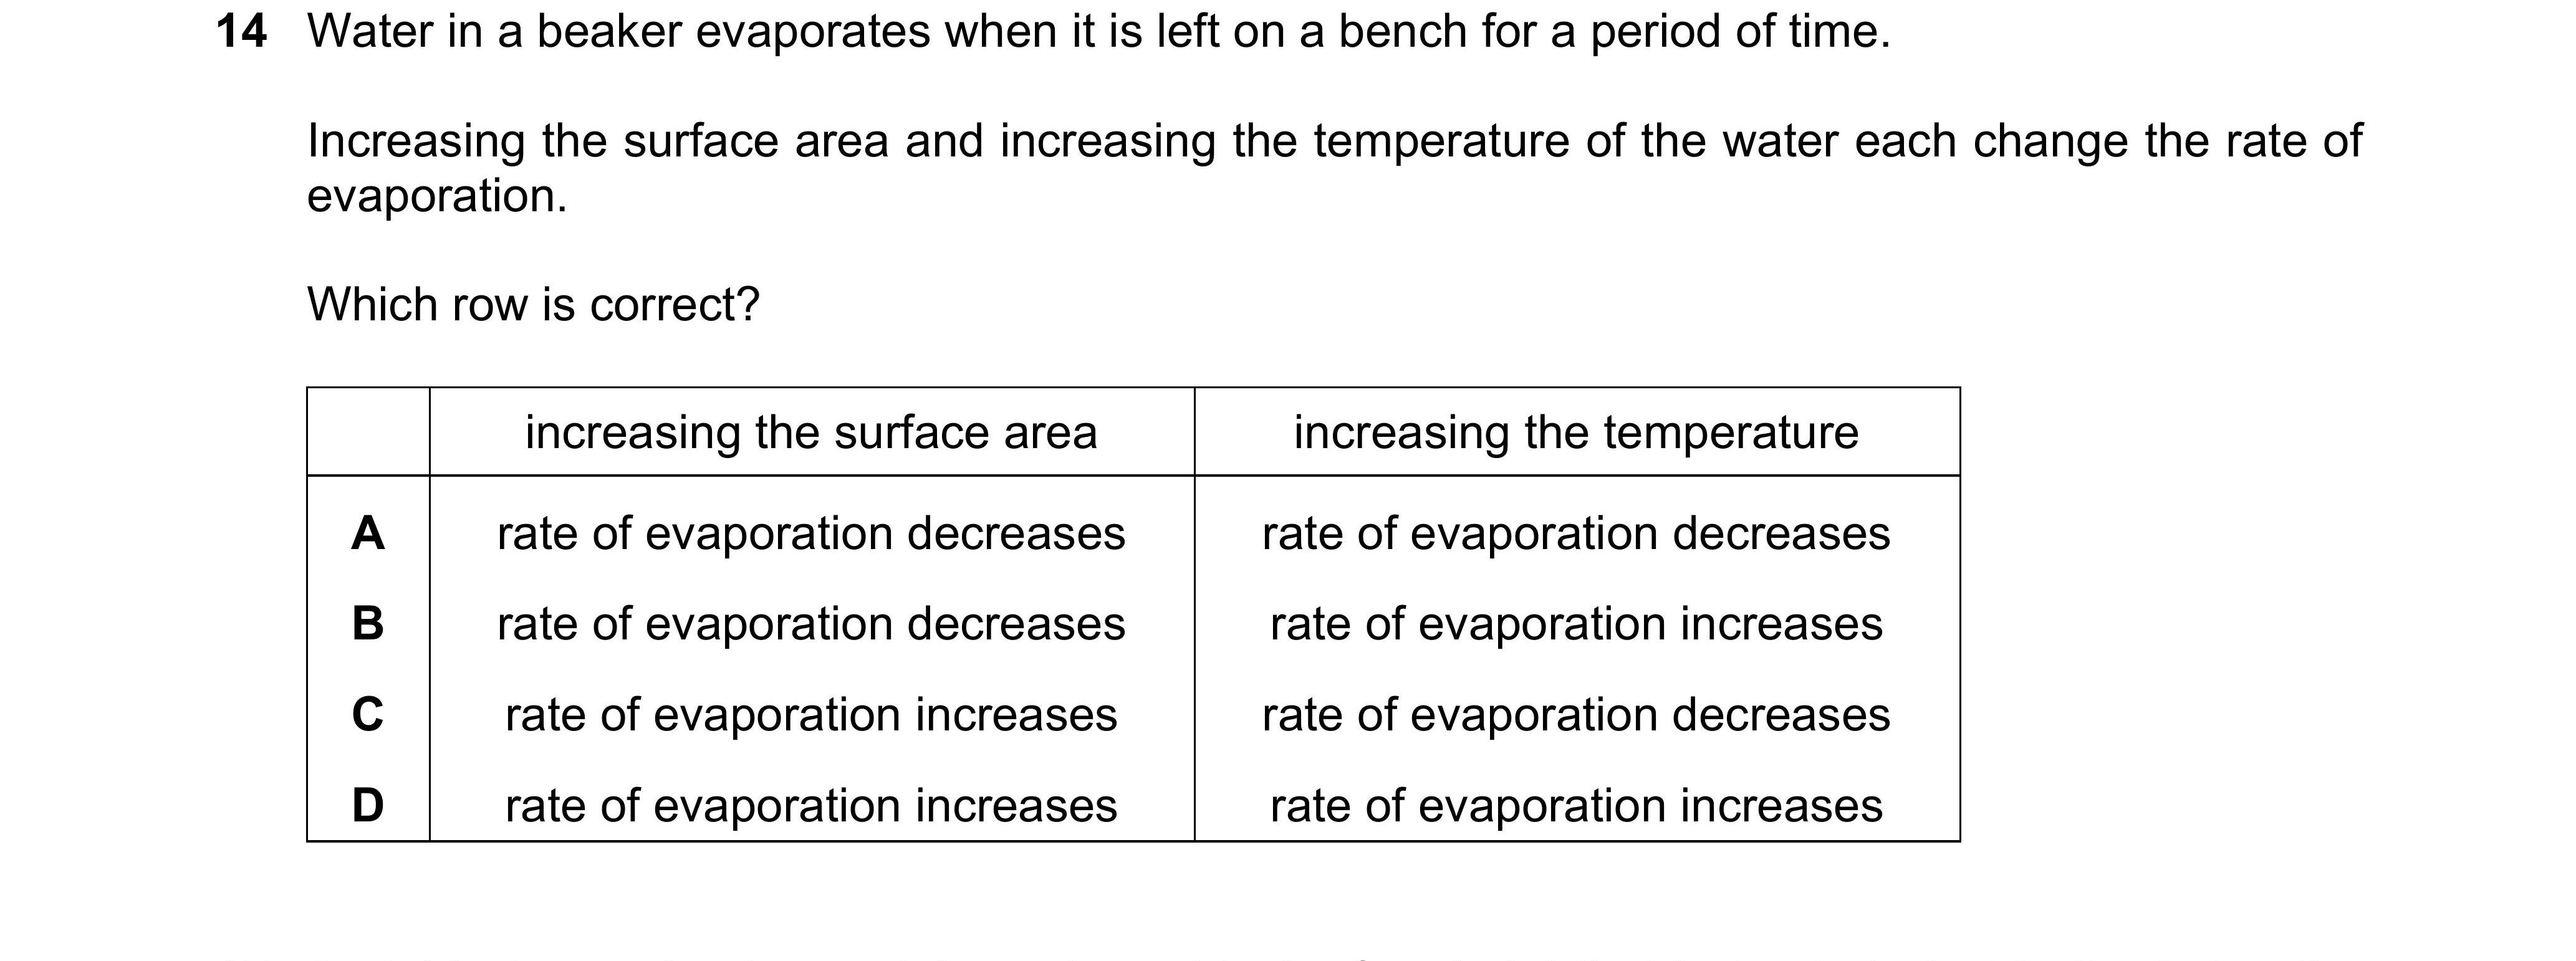 14 Water in a beaker evaporates when it is left on a bench for a period of time.
Increasing the surface area and increasing the temperature of the water each change the rate of
evaporation.
Which row is correct?
increasing the surface area increasing the temperature
A rate of evaporation decreases rate of evaporation decreases
B rate of evaporation decreases rate of evaporation increases
C rate of evaporation increases rate of evaporation decreases
D rate of evaporation increases rate of evaporation increases